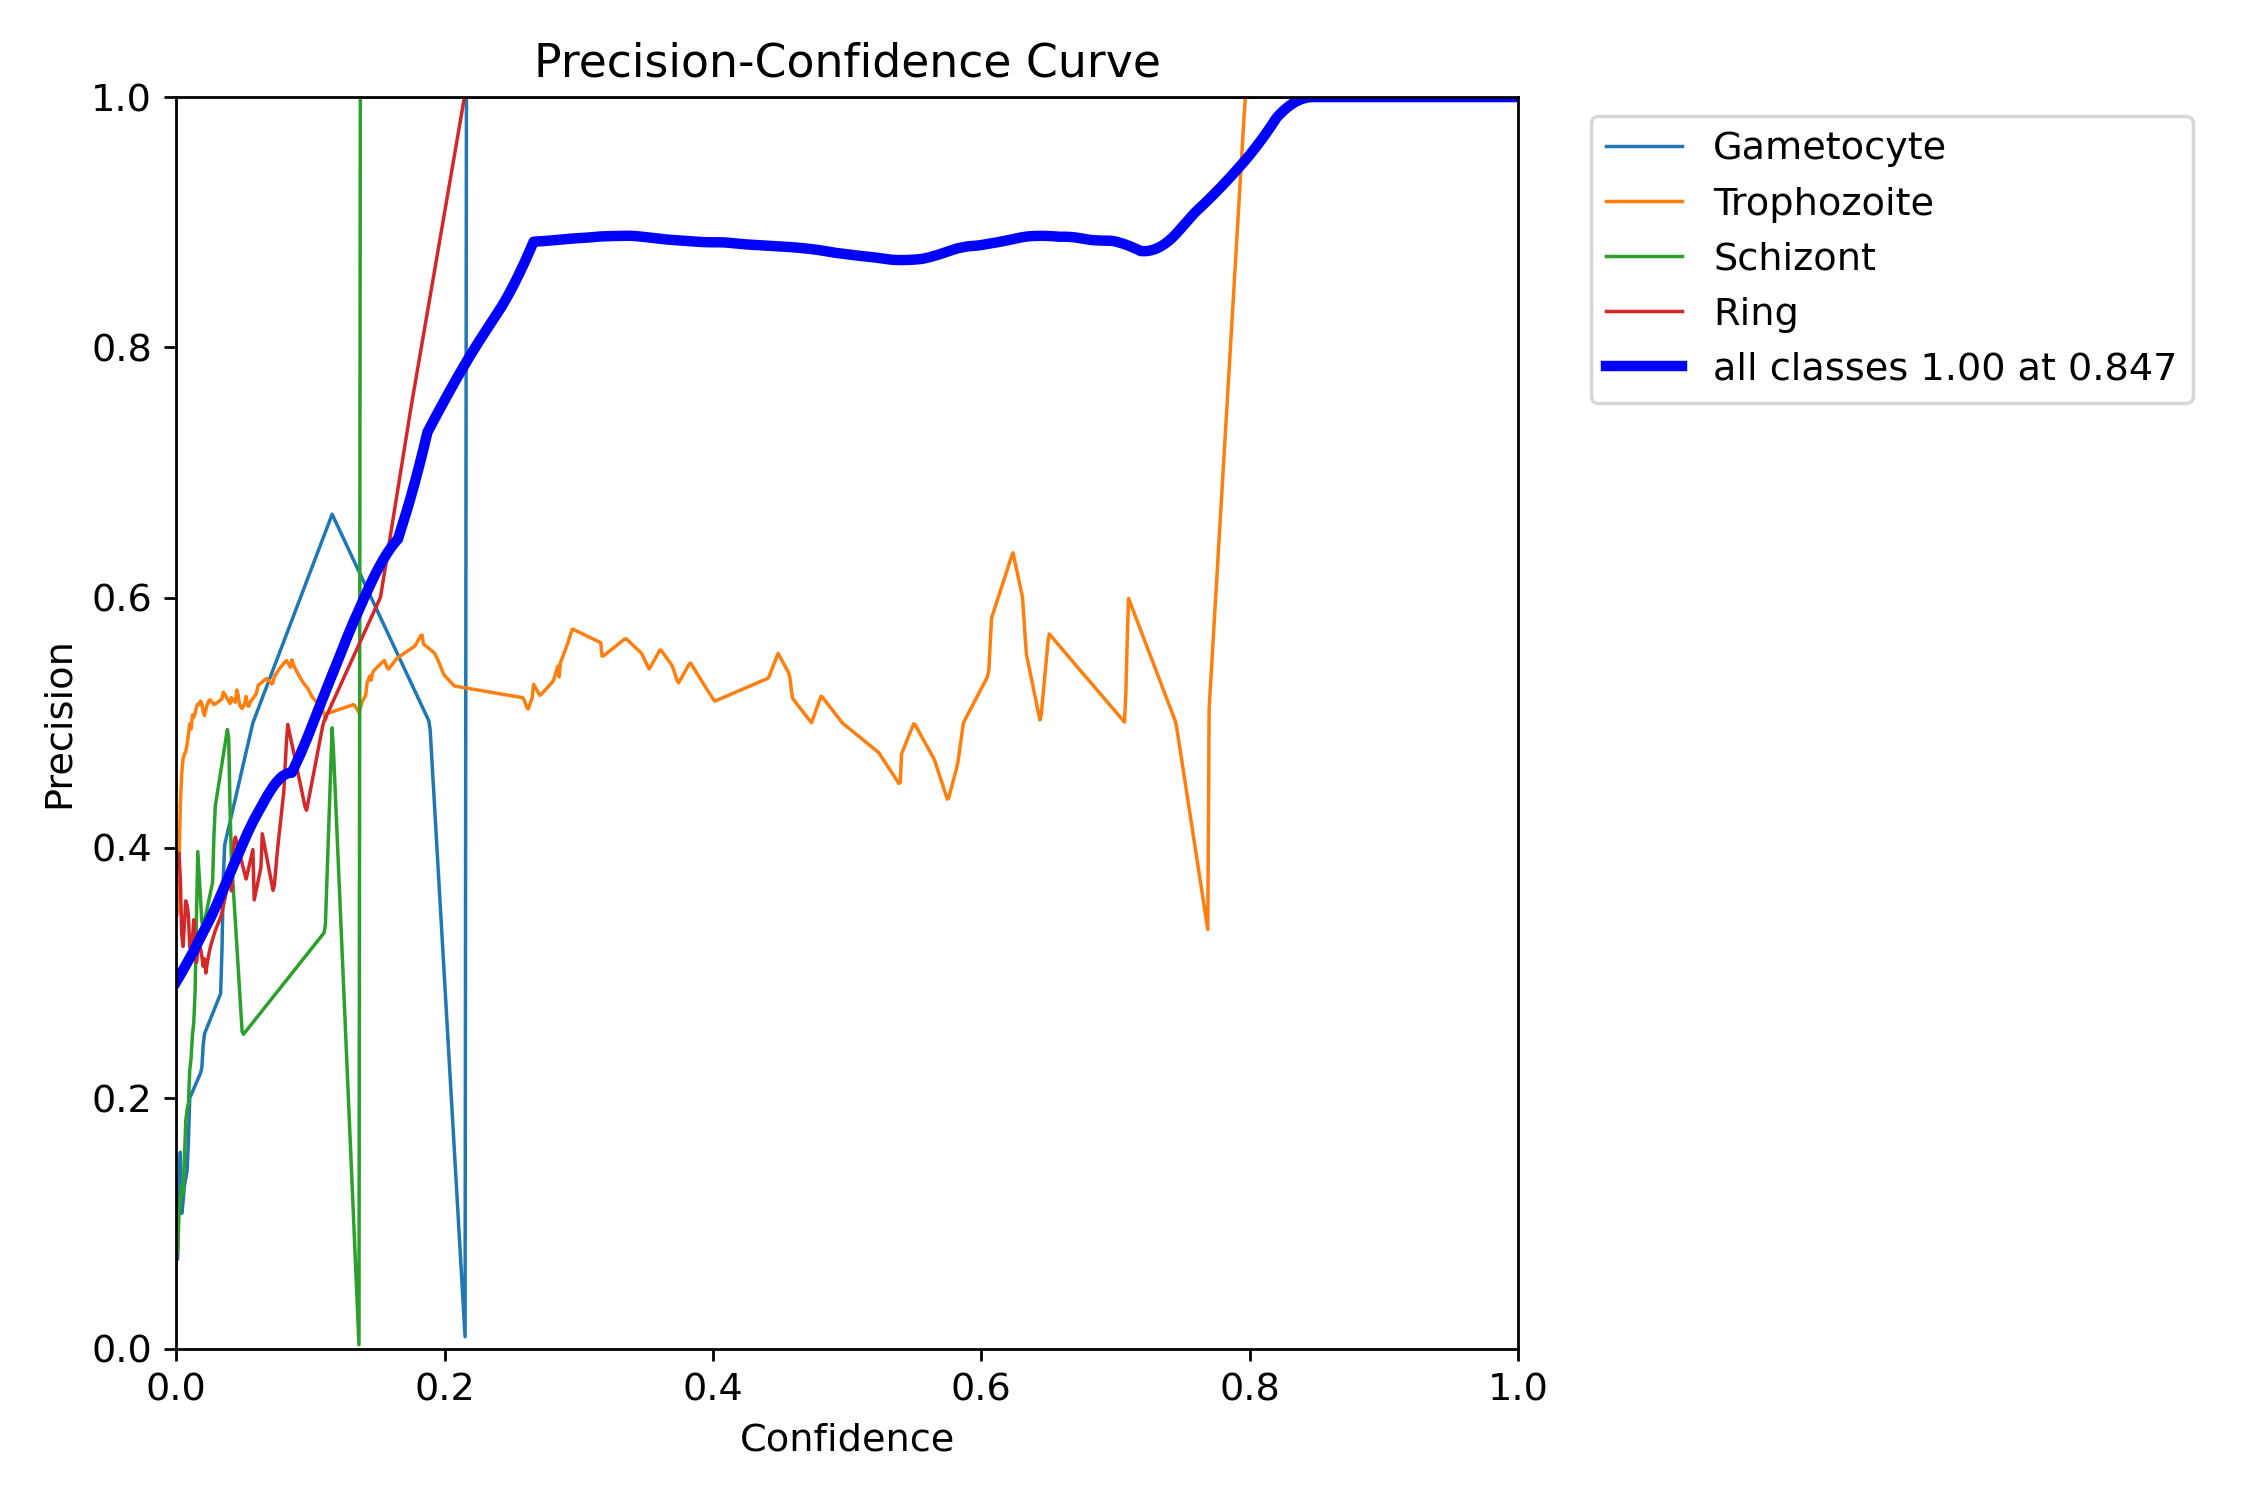 Precision-Confidence Curve
1.0
0.8
0.6
0.4
0.2
0.0
Precision
0.0 0.2 0.4 0.6 0.8 1.0
Confidence
Gametocyte
Trophozoite
Schizont
Ring
all classes 1.00 at 0.847